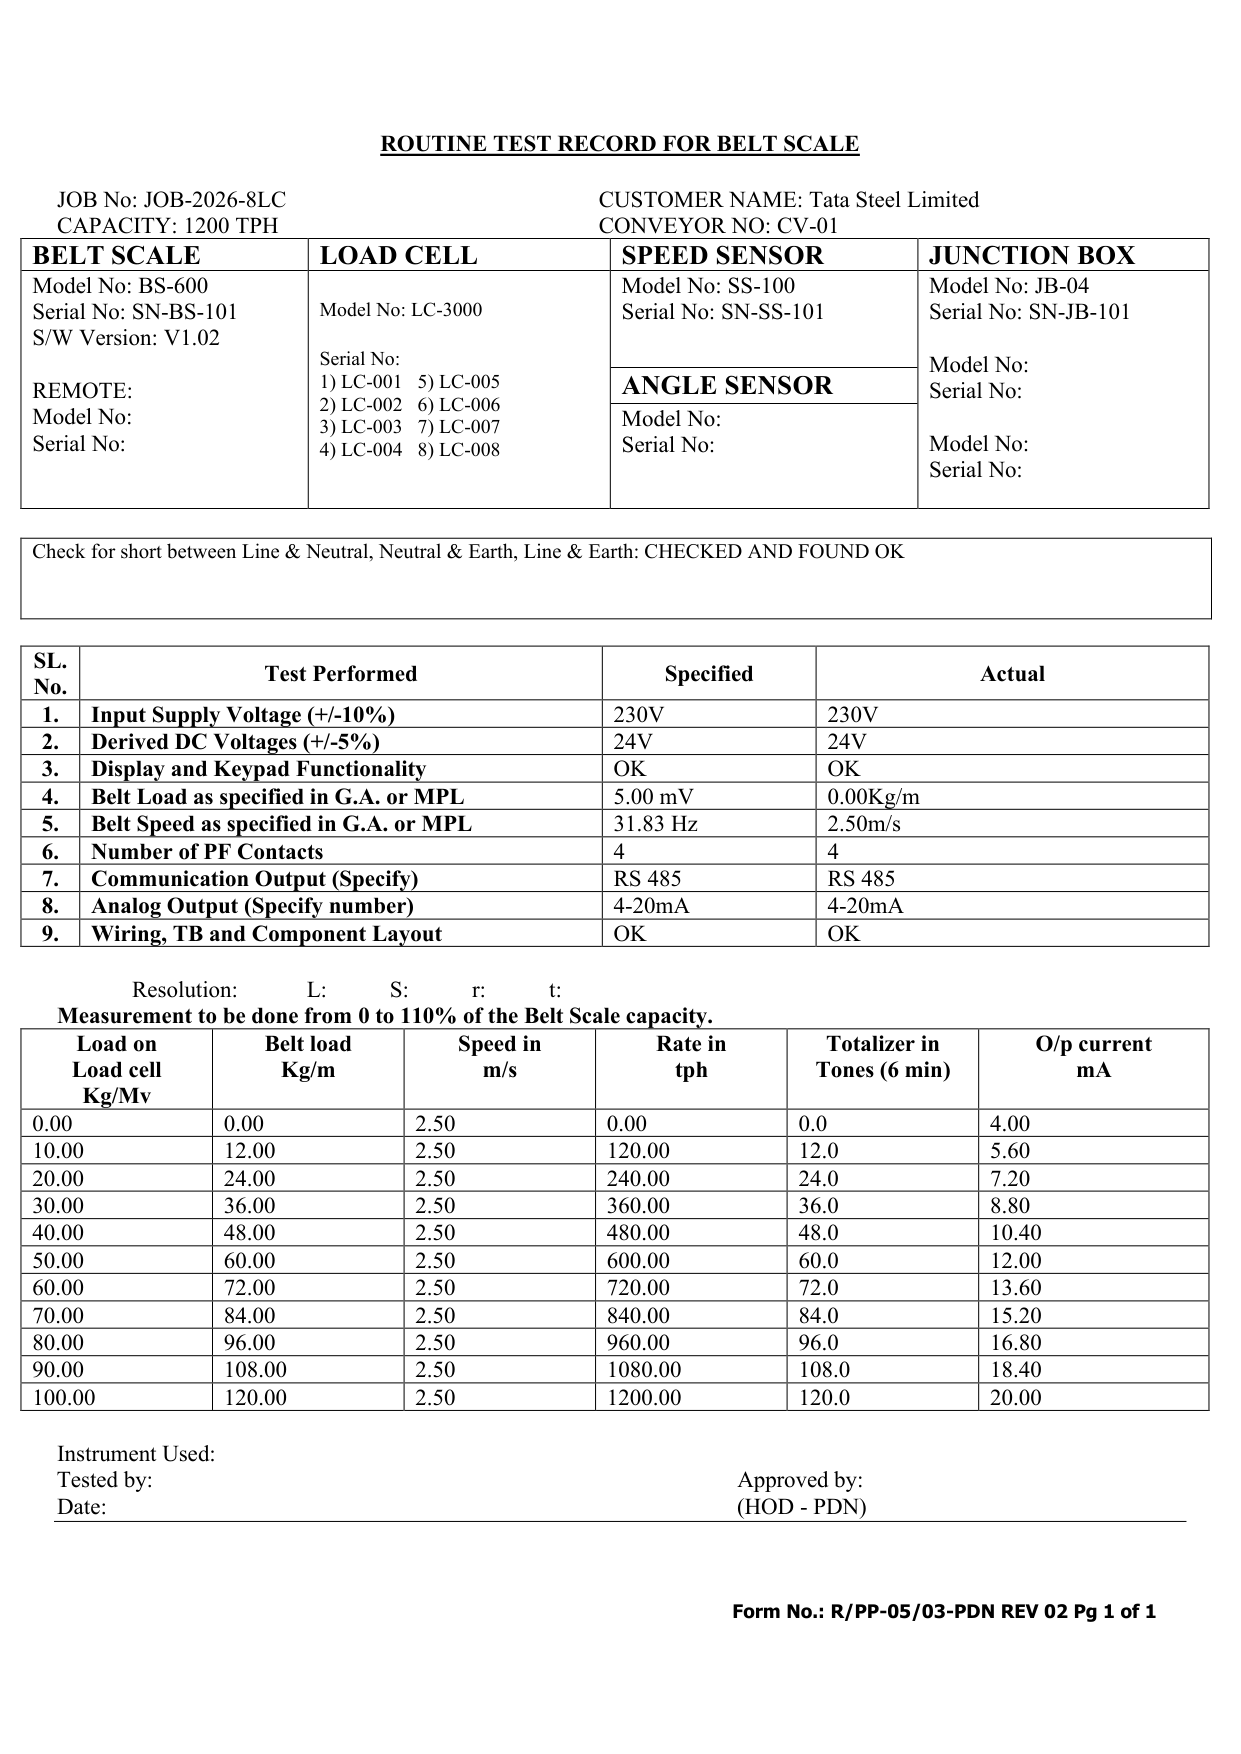 ROUTINE TEST RECORD FOR BELT SCALE
JOB No: JOB-2026-8LC CUSTOMER NAME: Tata Steel Limited
CAPACITY: 1200 TPH CONVEYOR NO: CV-01
BELT SCALE
Model No: BS-600
Serial No: SN-BS-101
S/W Version: V1.02
REMOTE:
Model No:
Serial No:
LOAD CELL
Model No: LC-3000
Serial No:
1) LC-001 5) LC-005
2) LC-002 6) LC-006
3) LC-003 7) LC-007
4) LC-004 8) LC-008
SPEED SENSOR
Model No: SS-100
Serial No: SN-SS-101
ANGLE SENSOR
Model No:
Serial No:
JUNCTION BOX
Model No: JB-04
Serial No: SN-JB-101
Model No:
Serial No:
Model No:
Serial No:
Check for short between Line & Neutral, Neutral & Earth, Line & Earth: CHECKED AND FOUND OK
SL. No. Test Performed Specified Actual
1. Input Supply Voltage (+/-10%) 230V 230V
2. Derived DC Voltages (+/-5%) 24V 24V
3. Display and Keypad Functionality OK OK
4. Belt Load as specified in G.A. or MPL 5.00 mV 0.00Kg/m
5. Belt Speed as specified in G.A. or MPL 31.83 Hz 2.50m/s
6. Number of PF Contacts 4 4
7. Communication Output (Specify) RS 485 RS 485
8. Analog Output (Specify number) 4-20mA 4-20mA
9. Wiring, TB and Component Layout OK OK
Resolution: L: S: r: t:
Measurement to be done from 0 to 110% of the Belt Scale capacity.
Load on Belt load Speed in Rate in Totalizer in O/p current
Load cell Kg/m m/s tph Tones (6 min) mA
Kg/Mv
0.00 0.00 2.50 0.00 0.0 4.00
10.00 12.00 2.50 120.00 12.0 5.60
20.00 24.00 2.50 240.00 24.0 7.20
30.00 36.00 2.50 360.00 36.0 8.80
40.00 48.00 2.50 480.00 48.0 10.40
50.00 60.00 2.50 600.00 60.0 12.00
60.00 72.00 2.50 720.00 72.0 13.60
70.00 84.00 2.50 840.00 84.0 15.20
80.00 96.00 2.50 960.00 96.0 16.80
90.00 108.00 2.50 1080.00 108.0 18.40
100.00 120.00 2.50 1200.00 120.0 20.00
Instrument Used:
Tested by: Approved by:
Date: (HOD - PDN)
Form No.: R/PP-05/03-PDN REV 02 Pg 1 of 1